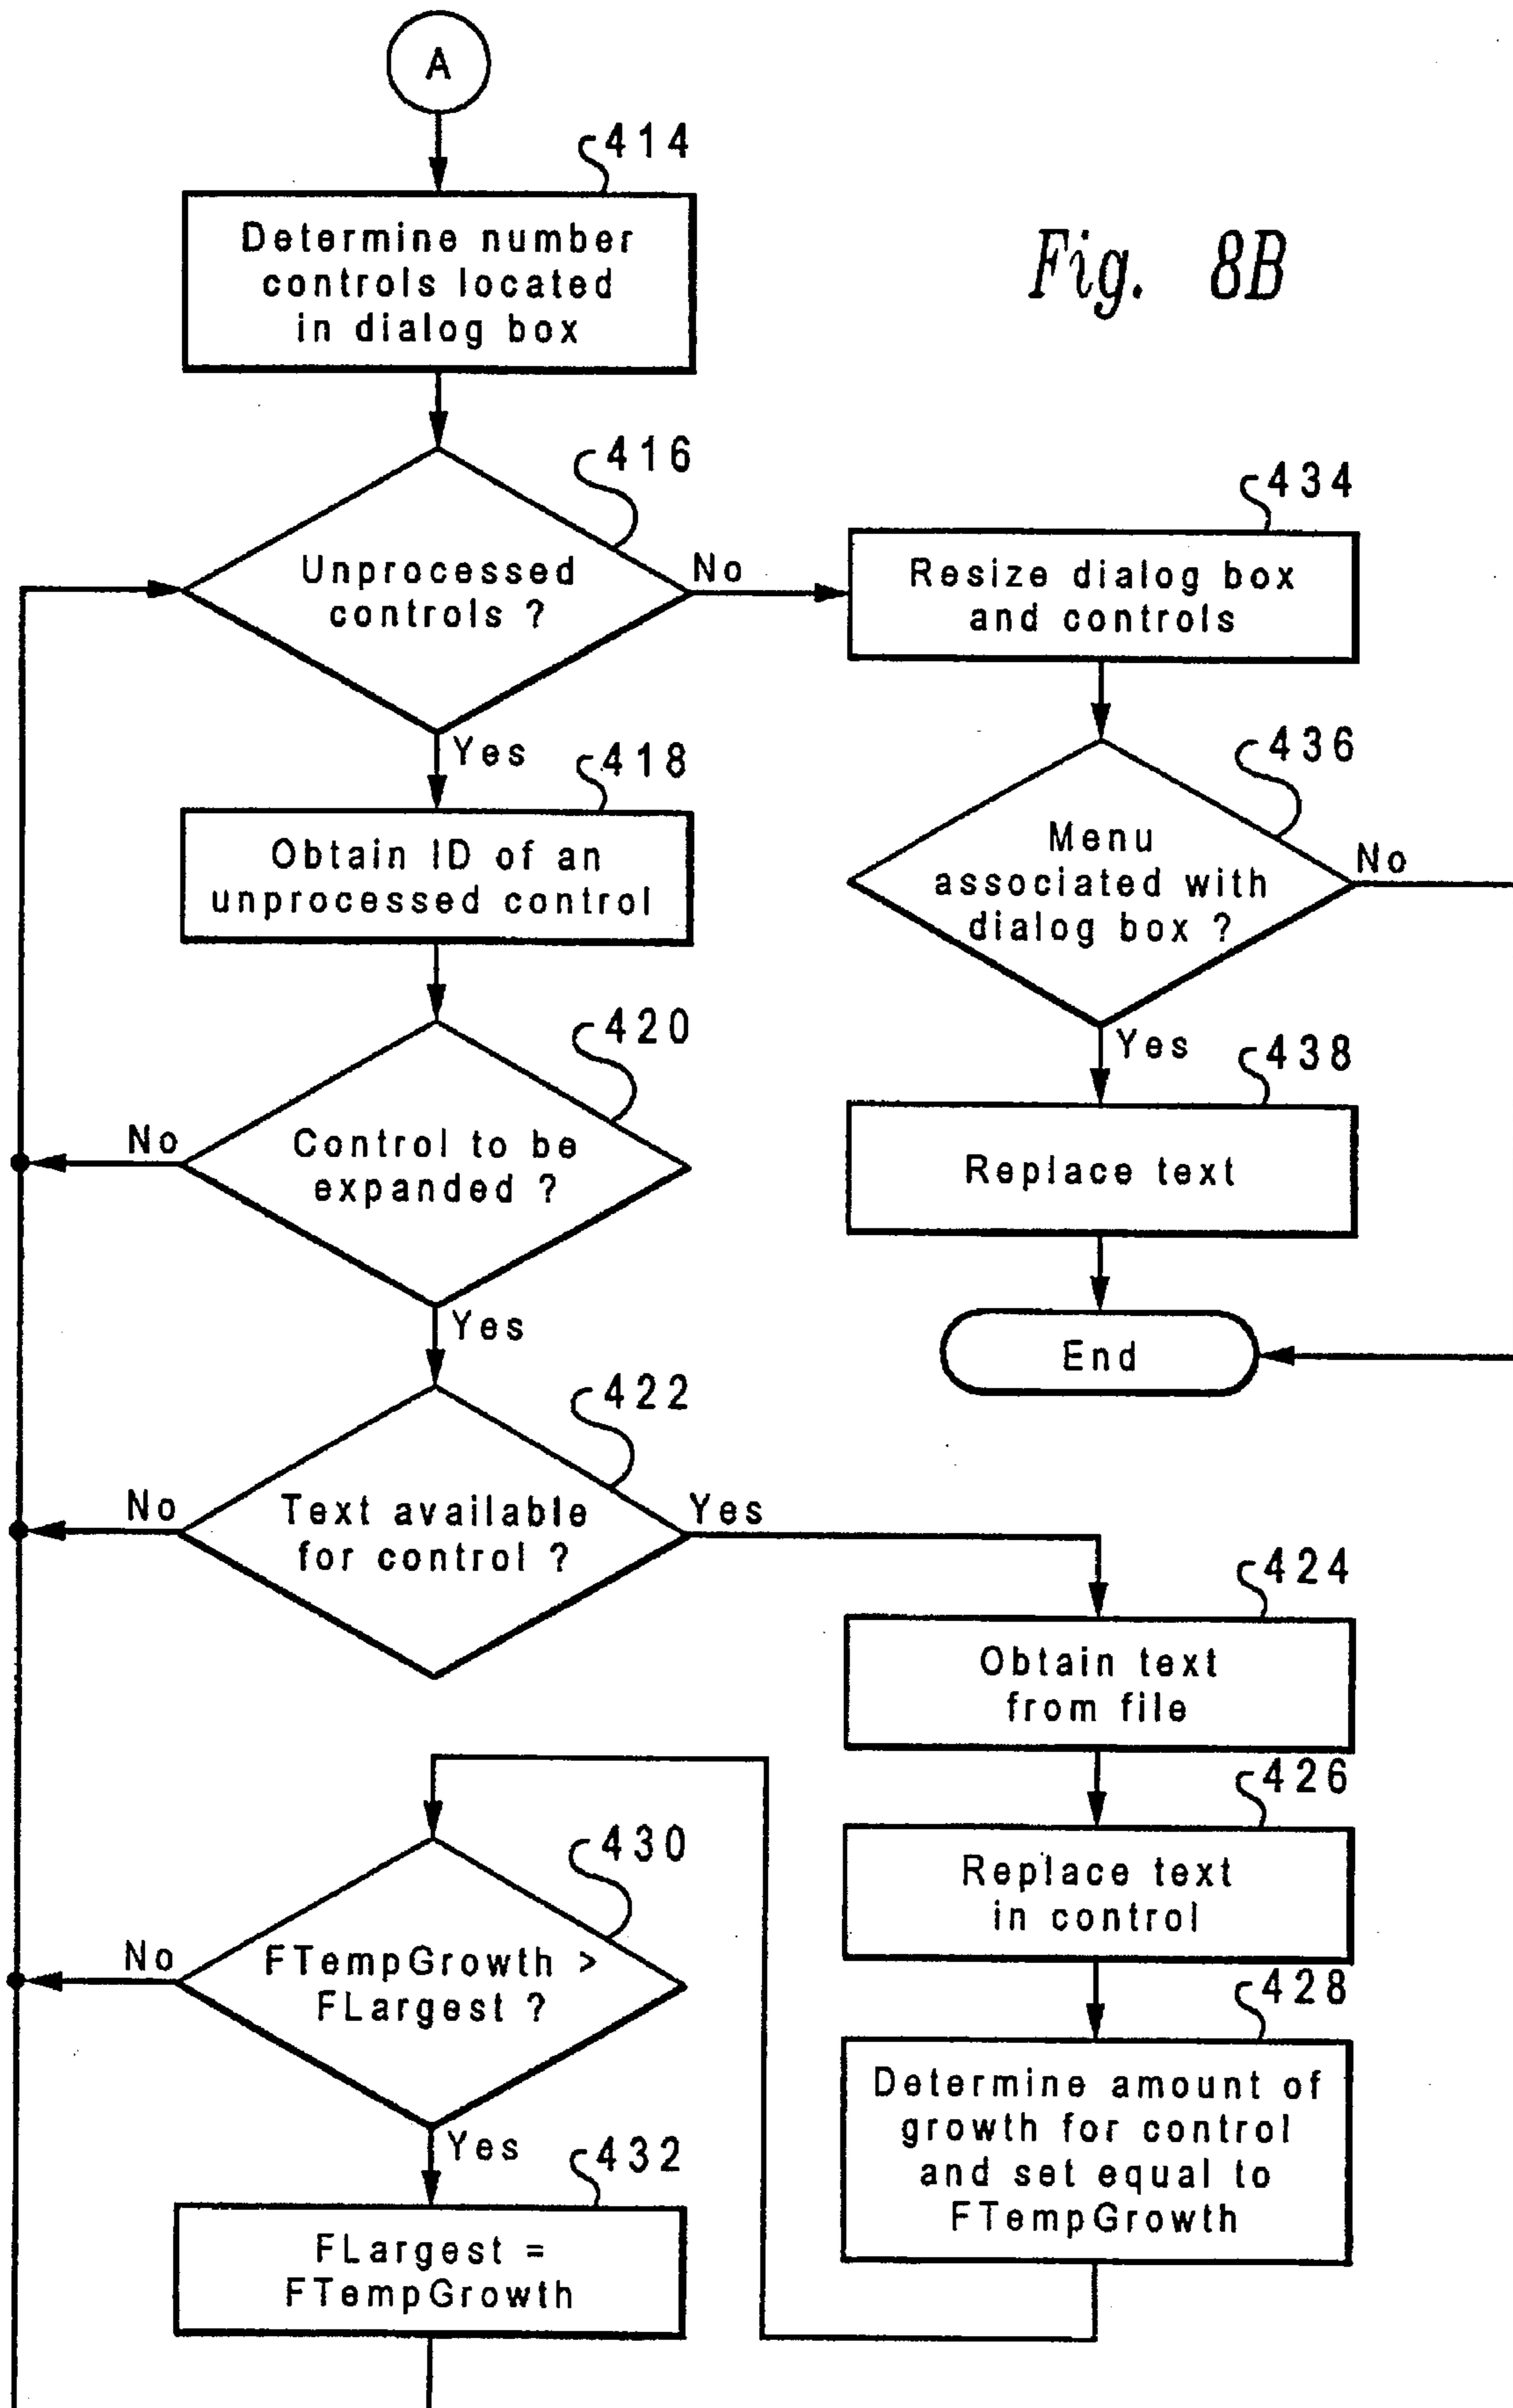 A
414
Determine number
controls located
in dialog box
Fig. 8B
416
Unprocessed
controls ?
No
Yes
434
Resize dialog box
and controls
418
Obtain ID of an
unprocessed control
436
Menu
associated with
dialog box ?
No
Yes
420
Control to be
expanded ?
No
Yes
438
Replace text
End
422
Text available
for control ?
No
Yes
424
Obtain text
from file
426
Replace text
in control
428
Determine amount of
growth for control
and set equal to
FTempGrowth
430
FTempGrowth >
FLargest ?
No
Yes
432
FLargest =
FTempGrowth